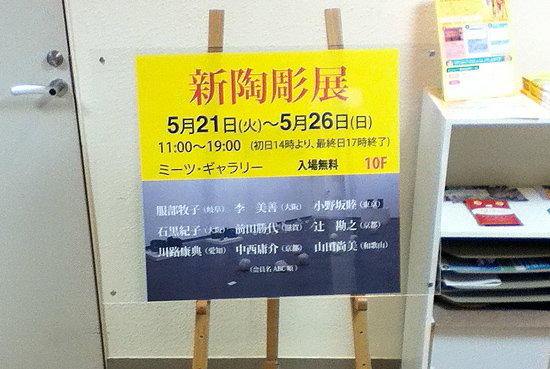 新陶彫展
5月21日(火)～5月26日(日)
11:00～19:00 (初日14時より、最終日17時終了)
ミーツ・ギャラリー 入場無料 10F
服部牧子(岐阜) 李 美善(大阪) 小野坂睦(東京)
石黒紀子(大阪) 前田勝代(滋賀) 辻 勘之(京都)
川路康典(愛知) 中西庸介(京都) 山田尚美(和歌山)
(会員名ABC順)